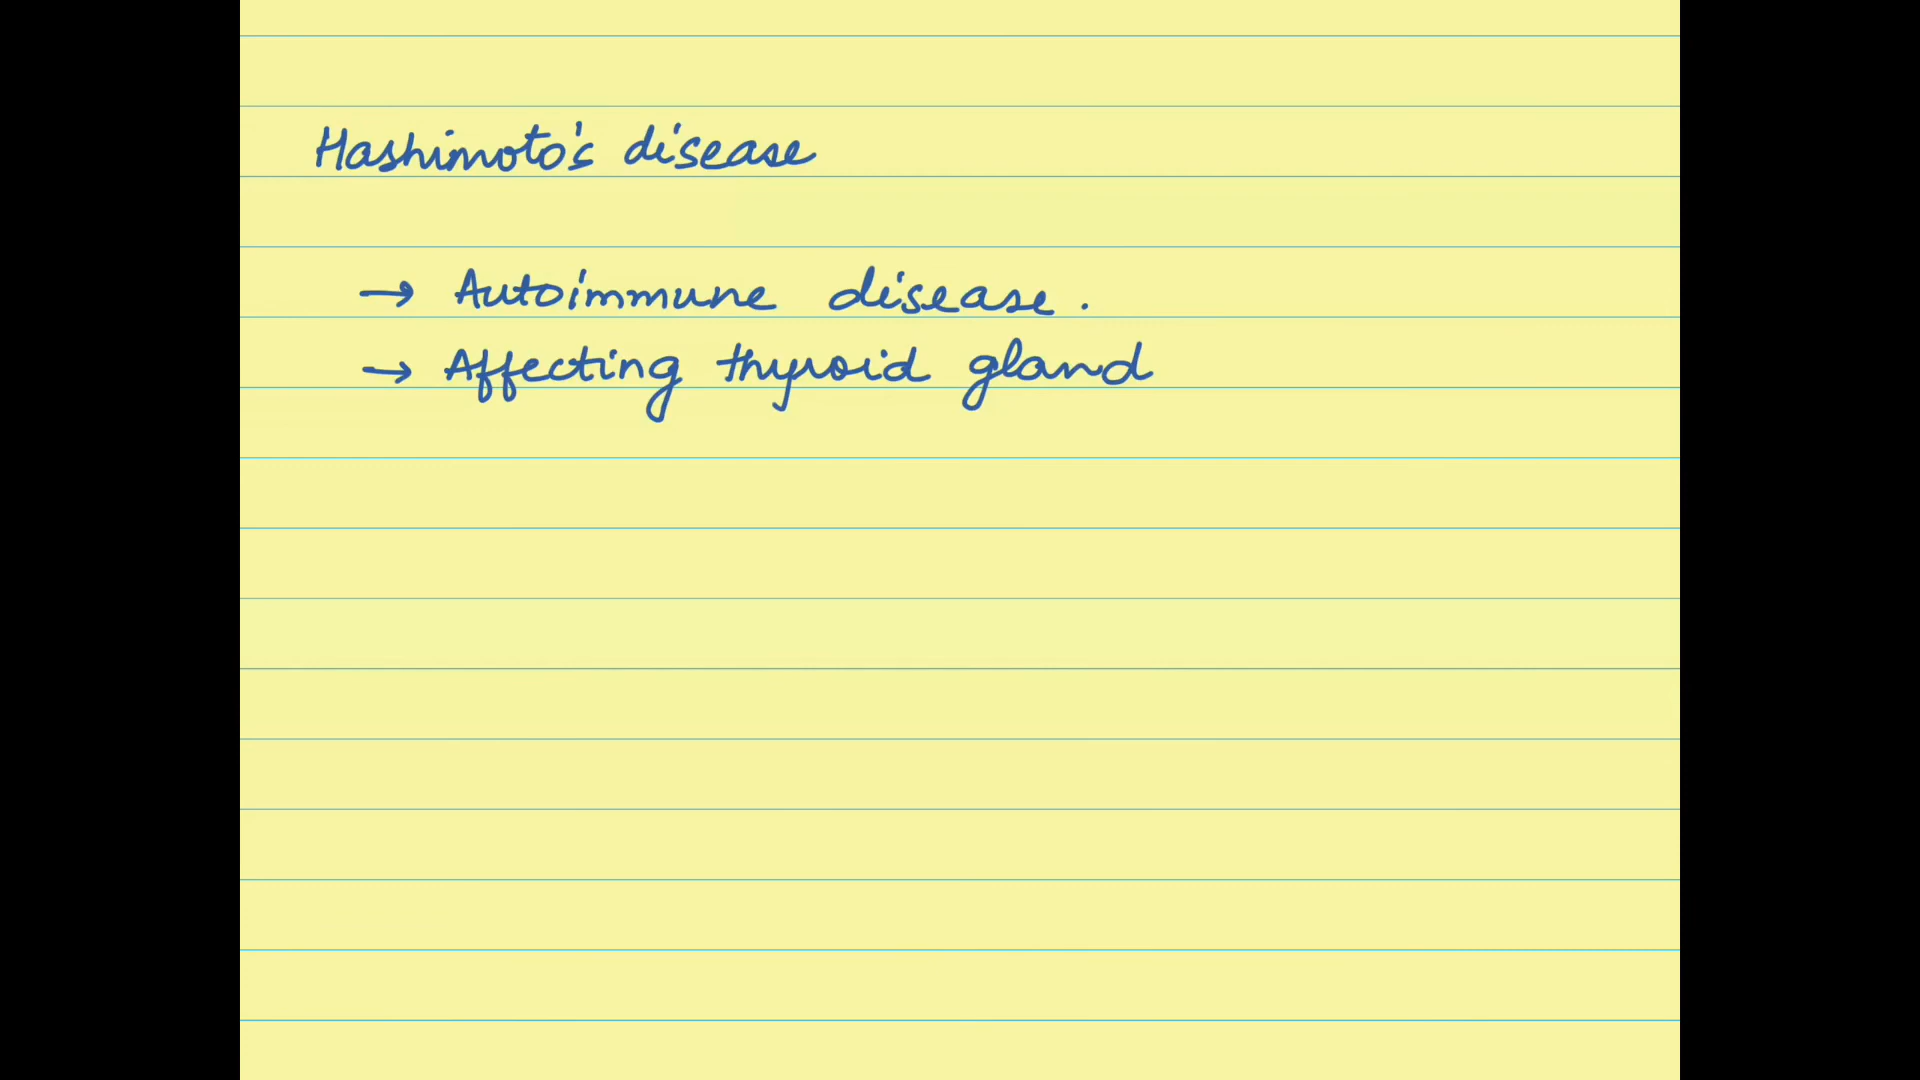 Hashimoto's disease
→ Autoimmune disease.
→ Affecting thyroid gland